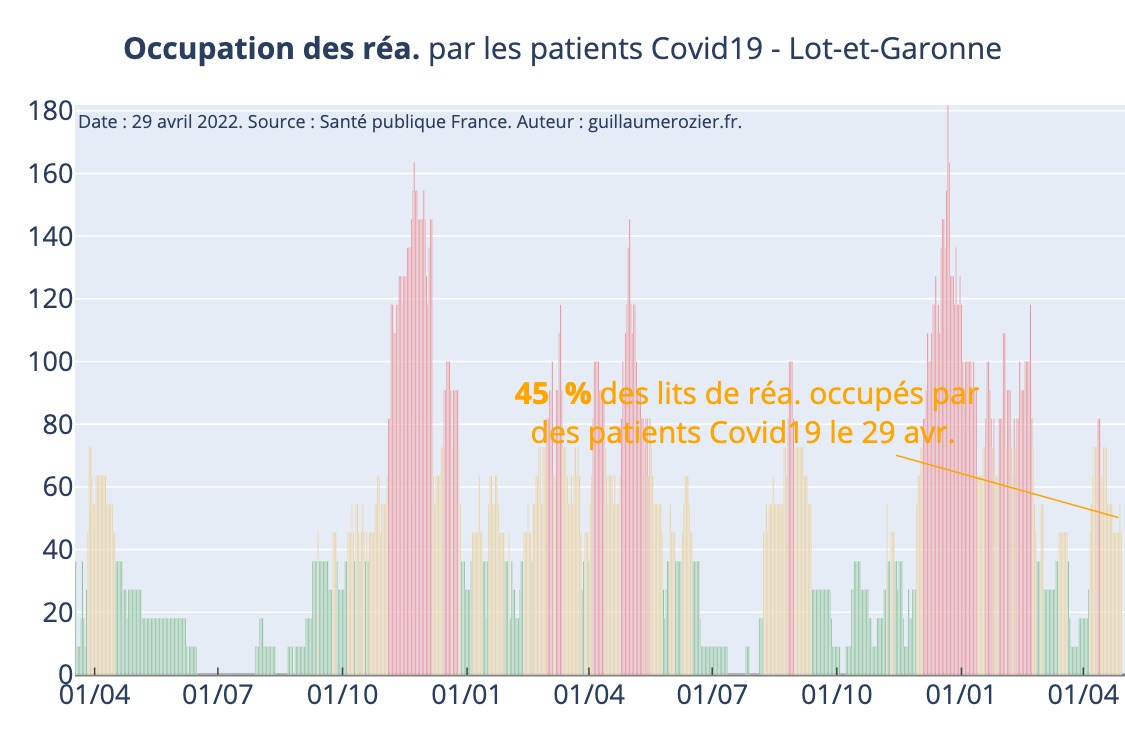 Occupation des réa. par les patients Covid19 - Lot-et-Garonne
180
Date : 29 avril 2022. Source : Santé publique France. Auteur : guillaumerozier.fr.
160
140
120
100
45 % des lits de réa. occupés par
80
des patients Covid19 le 29 avr.
60
40
20
0
01/04 01/07 01/10 01/01 01/04 01/07 01/10 01/01 01/04